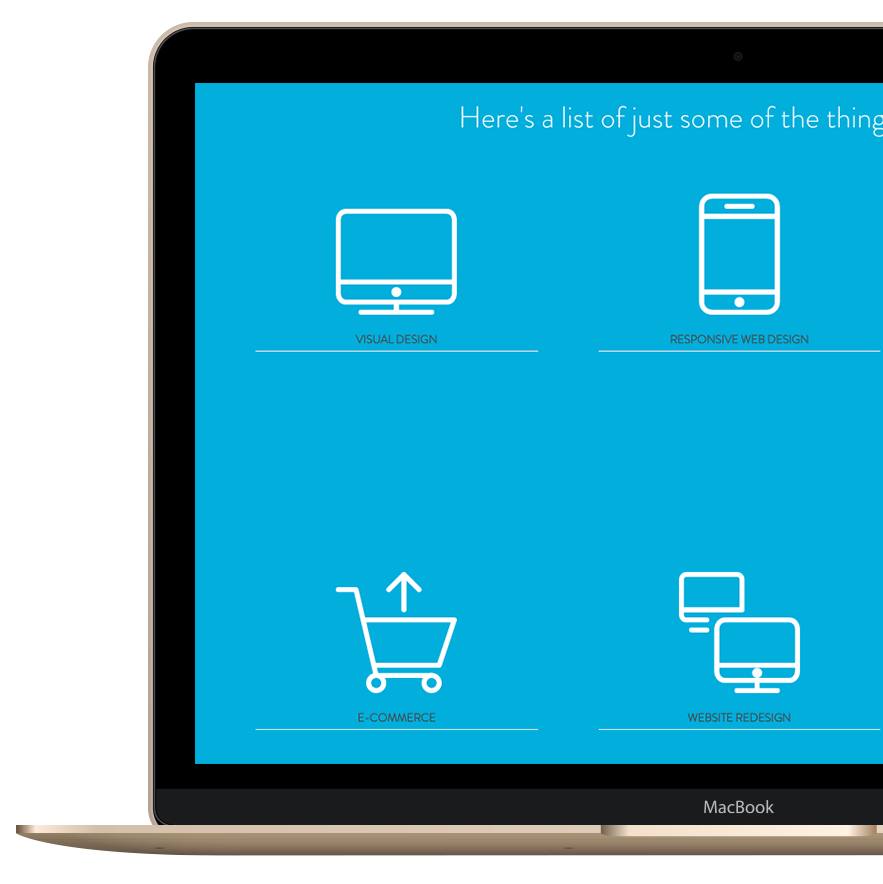 Here's a list of just some of the thing
VISUAL DESIGN
RESPONSIVE WEB DESIGN
E-COMMERCE
WEBSITE REDESIGN
MacBook